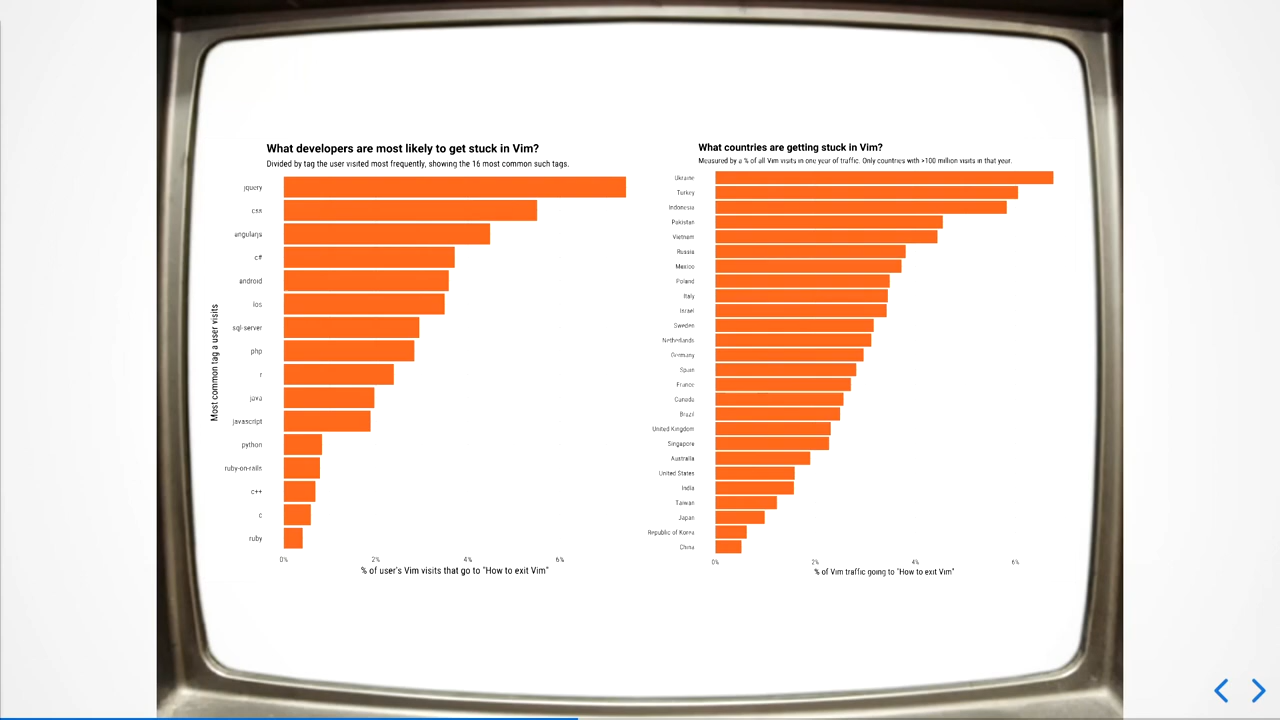 What developers are most likely to get stuck in Vim?
Divided by tag the user visited most frequently, showing the 16 most common such tags.
Most common tag a user visits
jquery
css
angularjs
c#
android
ios
sql-server
php
r
java
javascript
python
ruby-on-rails
c++
c
ruby
0% 2% 4% 6%
% of user's Vim visits that go to "How to exit Vim"
What countries are getting stuck in Vim?
Measured by a % of all Vim visits in one year of traffic. Only countries with >100 million visits in that year.
Ukraine
Turkey
Indonesia
Pakistan
Vietnam
Russia
Mexico
Poland
Italy
Israel
Sweden
Netherlands
Germany
Spain
France
Canada
Brazil
United Kingdom
Singapore
Australia
United States
India
Taiwan
Japan
Republic of Korea
China
0% 2% 4% 6%
% of Vim traffic going to "How to exit Vim"